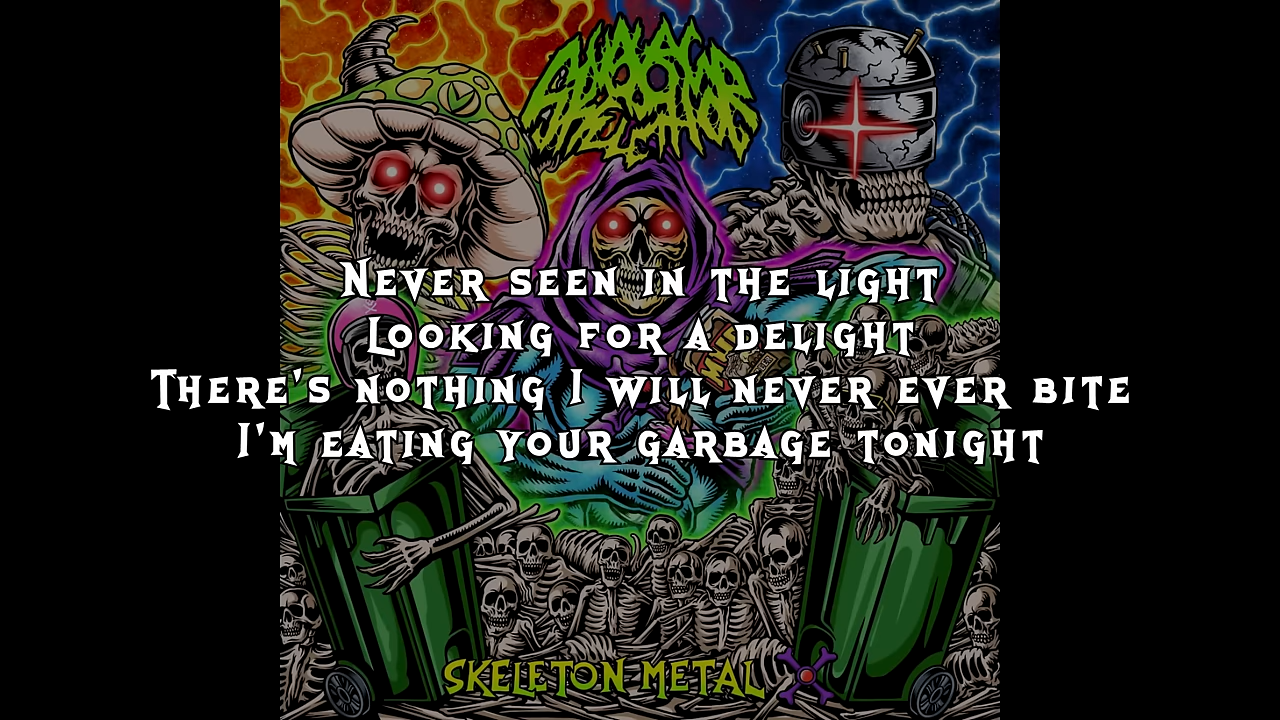 Never seen in the light
Looking for a delight
There's nothing I will never ever bite
I'm eating your garbage tonight
SKELETON METAL